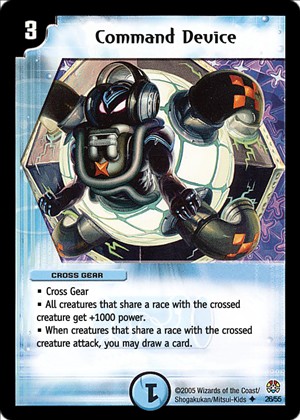 3
Command Device
CROSS GEAR
■ Cross Gear
■ All creatures that share a race with the crossed
creature get +1000 power.
■ When creatures that share a race with the crossed
creature attack, you may draw a card.
©2005 Wizards of the Coast/
Shogakukan/Mitsui-Kids ♦ 26/55